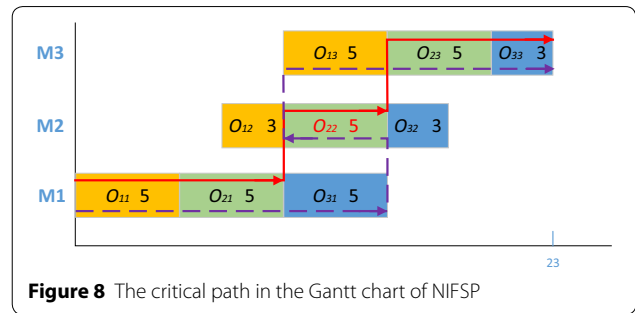 M3 O13 5 O23 5 O33 3
M2 O12 3 O22 5 O32 3
M1 O11 5 O21 5 O31 5
23
Figure 8 The critical path in the Gantt chart of NIFSP